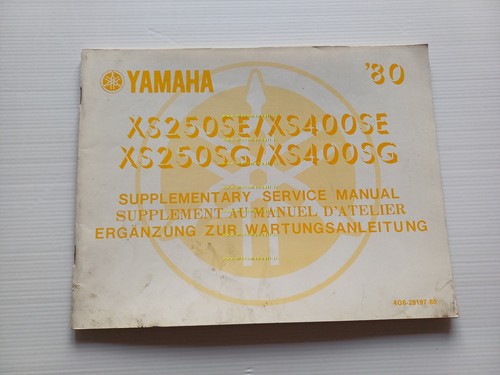 YAMAHA '80
XS250SE/XS400SE
XS250SG/XS400SG
SUPPLEMENTARY SERVICE MANUAL
SUPPLEMENT AU MANUEL D'ATELIER
ERGÄNZUNG ZUR WARTUNGSANLEITUNG